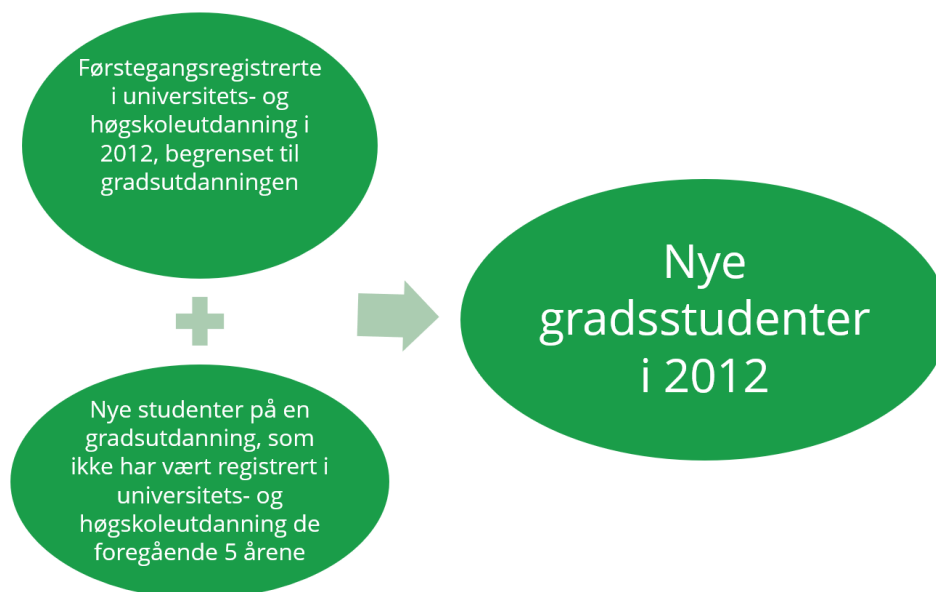 Førstegangsregistrerte
i universitets- og
høgskoleutdanning i
2012, begrenset til
gradsutdanningen
Nye studenter på en
gradsutdanning, som
ikke har vært registrert i
universitets- og
høgskoleutdanning de
foregående 5 årene
Nye
gradsstudenter
i 2012